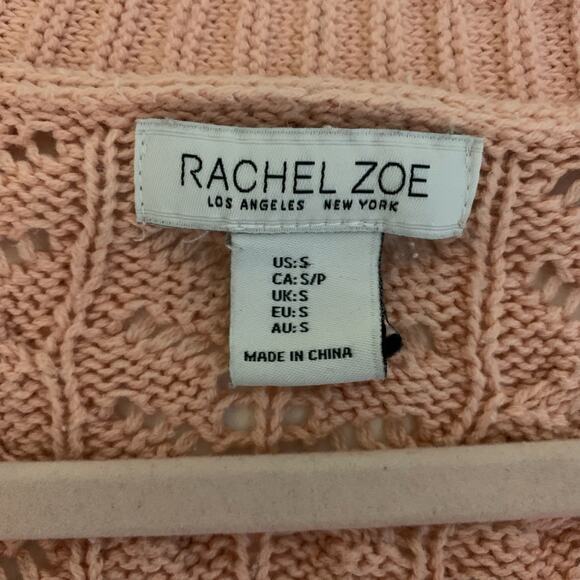 RACHEL ZOE
LOS ANGELES NEW YORK
US: S
CA: S/P
UK: S
EU: S
AU: S
MADE IN CHINA